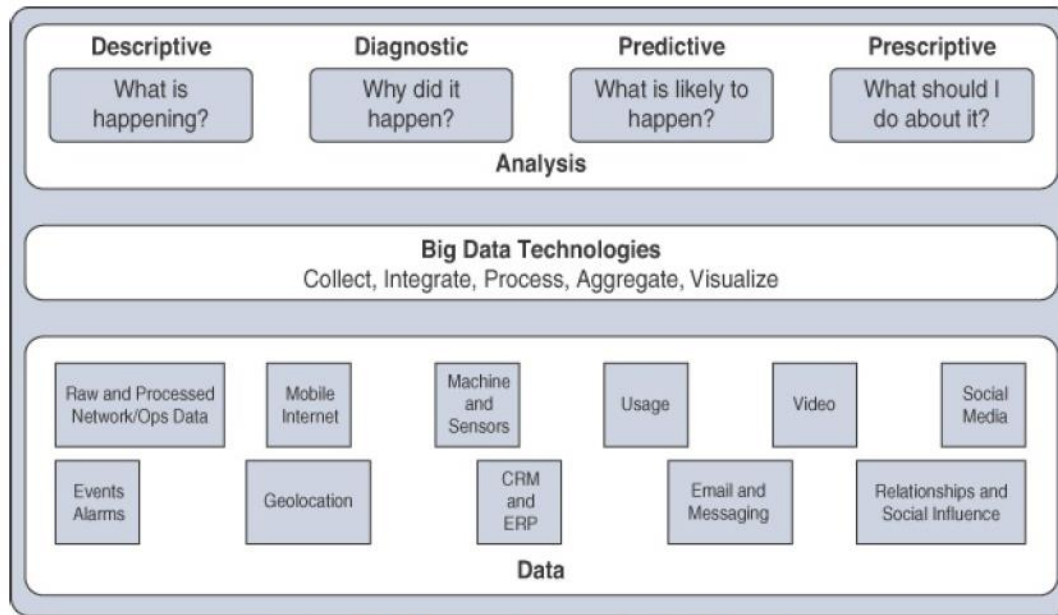 Descriptive
Diagnostic
Predictive
Prescriptive
What is
happening?
Why did it
happen?
What is likely to
happen?
What should I
do about it?
Analysis
Big Data Technologies
Collect, Integrate, Process, Aggregate, Visualize
Raw and Processed
Network/Ops Data
Mobile
Internet
Machine
and
Sensors
Usage
Video
Social
Media
Events
Alarms
Geolocation
CRM
and
ERP
Email and
Messaging
Relationships and
Social Influence
Data